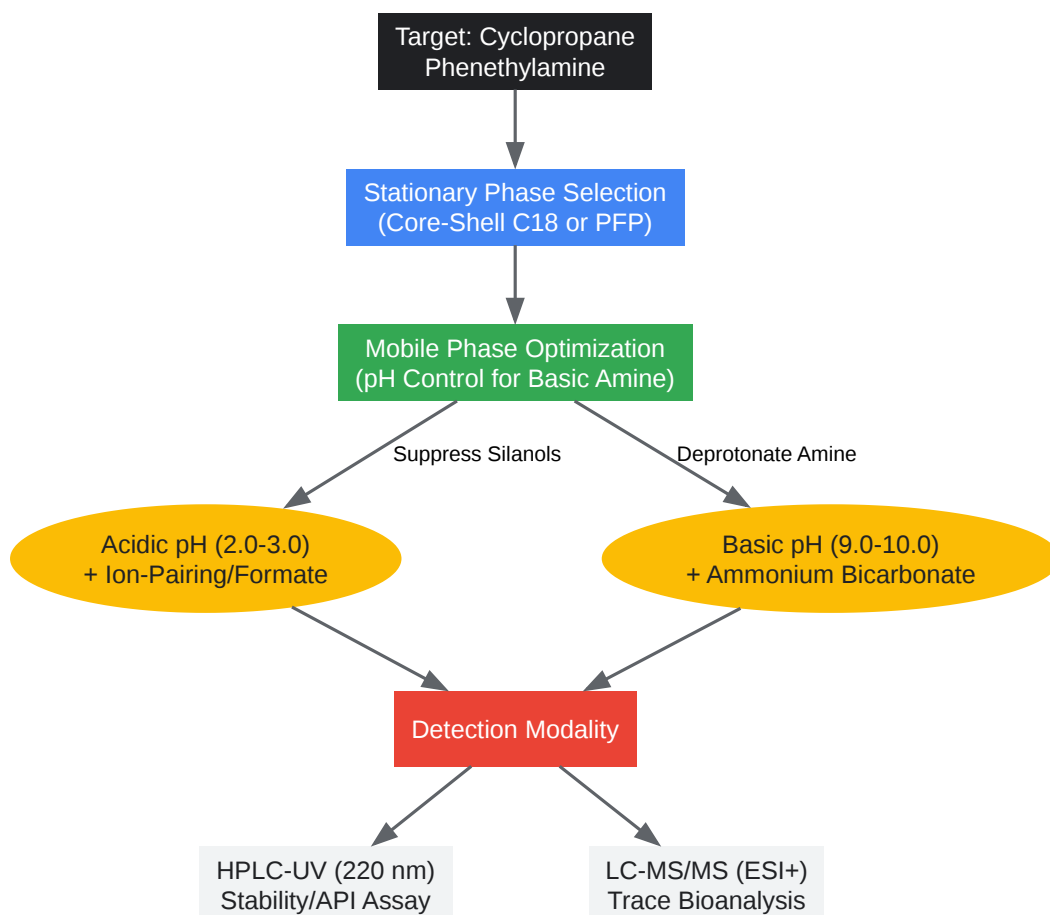 Target: Cyclopropane
Phenethylamine
Stationary Phase Selection
(Core-Shell C18 or PFP)
Mobile Phase Optimization
(pH Control for Basic Amine)
Suppress Silanols
Deprotonate Amine
Acidic pH (2.0-3.0)
+ Ion-Pairing/Formate
Basic pH (9.0-10.0)
+ Ammonium Bicarbonate
Detection Modality
HPLC-UV (220 nm)
Stability/API Assay
LC-MS/MS (ESI+)
Trace Bioanalysis